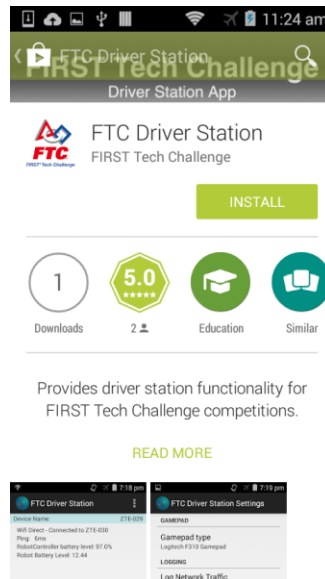 11:24 am
FTC Driver Station
FIRST Tech Challenge
Driver Station App
FTC
FIRST Tech Challenge
FTC Driver Station
FIRST Tech Challenge
INSTALL
1
5.0
Downloads
2
Education
Similar
Provides driver station functionality for
FIRST Tech Challenge competitions.
READ MORE
7:18 pm
FTC Driver Station
Device Name: ZTE-029
Wifi Direct - Connected to ZTE-030
Ping: 6ms
RobotController battery level: 97.0%
Robot Battery Level: 12.44
7:19 pm
FTC Driver Station Settings
GAMEPAD
Gamepad type
Logitech F310 Gamepad
LOGGING
Log Network Traffic